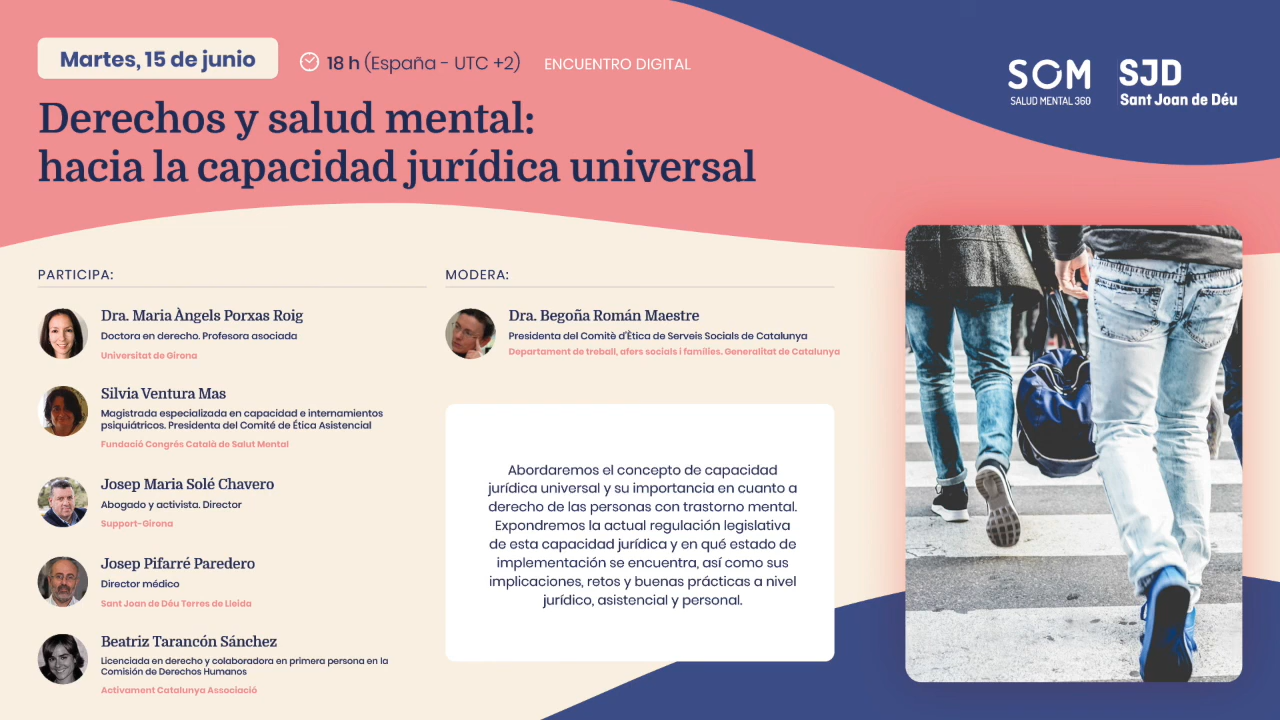 Martes, 15 de junio
18 h (España - UTC +2)
ENCUENTRO DIGITAL
SOM
SALUD MENTAL 360
SJD
Sant Joan de Déu
Derechos y salud mental:
hacia la capacidad jurídica universal
PARTICIPA:
Dra. Maria Àngels Porxas Roig
Doctora en derecho. Profesora asociada
Universitat de Girona
Silvia Ventura Mas
Magistrada especializada en capacidad e internamientos
psiquiátricos. Presidenta del Comité de Ética Asistencial
Fundació Congrés Català de Salut Mental
Josep Maria Solé Chavero
Abogado y activista. Director
Support-Girona
Josep Pifarré Paredero
Director médico
Sant Joan de Déu Terres de Lleida
Beatriz Tarancón Sánchez
Licenciada en derecho y colaboradora en primera persona en la
Comisión de Derechos Humanos
Activament Catalunya Associació
MODERA:
Dra. Begoña Román Maestre
Presidenta del Comitè d'Ètica de Serveis Socials de Catalunya
Departament de treball, afers socials i famílies. Generalitat de Catalunya
Abordaremos el concepto de capacidad
jurídica universal y su importancia en cuanto a
derecho de las personas con trastorno mental.
Expondremos la actual regulación legislativa
de esta capacidad jurídica y en qué estado de
implementación se encuentra, así como sus
implicaciones, retos y buenas prácticas a nivel
jurídico, asistencial y personal.